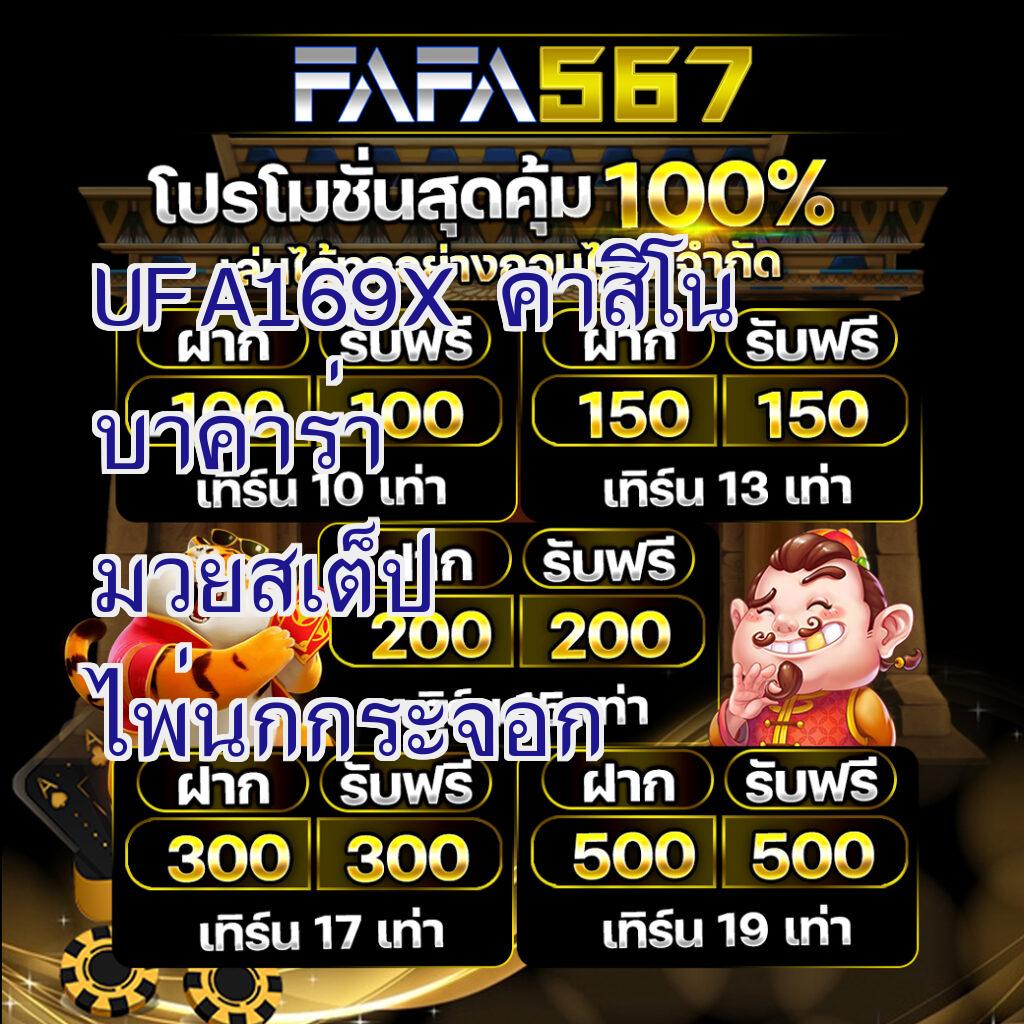 FAFA567
โปรโมชั่นสุดคุ้ม 100%
UFA169X คาสิโน
ฝาก รับฟรี ฝาก รับฟรี
100 100 150 150
บาคาร่า
เทิร์น 10 เท่า เทิร์น 13 เท่า
มวยสเต็ป
รับฟรี
200 200
ไพ่นกกระจอก
ฝาก รับฟรี ฝาก รับฟรี
300 300 500 500
เทิร์น 17 เท่า เทิร์น 19 เท่า